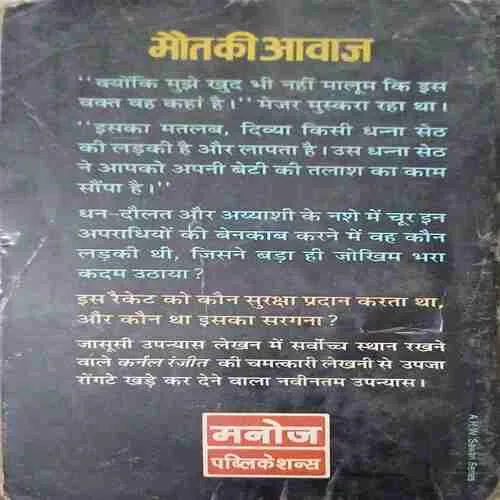 मौत की आवाज
"क्योंकि मुझे खुद भी नहीं मालूम कि इस
वक्त वह कहां है।" मेजर मुस्करा रहा था।
"इसका मतलब, दिव्या किसी धन्ना सेठ
की लड़की है और लापता है। उस धन्ना सेठ
ने आपको अपनी बेटी की तलाश का काम
सौंपा है।"
धन-दौलत और अय्याशी के नशे में चूर इन
अपराधियों को बेनकाब करने में वह कौन
लड़की थी, जिसने बड़ा ही जोखिम भरा
कदम उठाया?
इस रैकेट को कौन सुरक्षा प्रदान करता था,
और कौन था इसका सरगना?
जासूसी उपन्यास लेखन में सर्वोच्च स्थान रखने
वाले कर्नल रंजीत की चमत्कारी लेखनी से उपजा
रोंगटे खड़े कर देने वाला नवीनतम उपन्यास।
मनोज
पब्लिकेशन्स